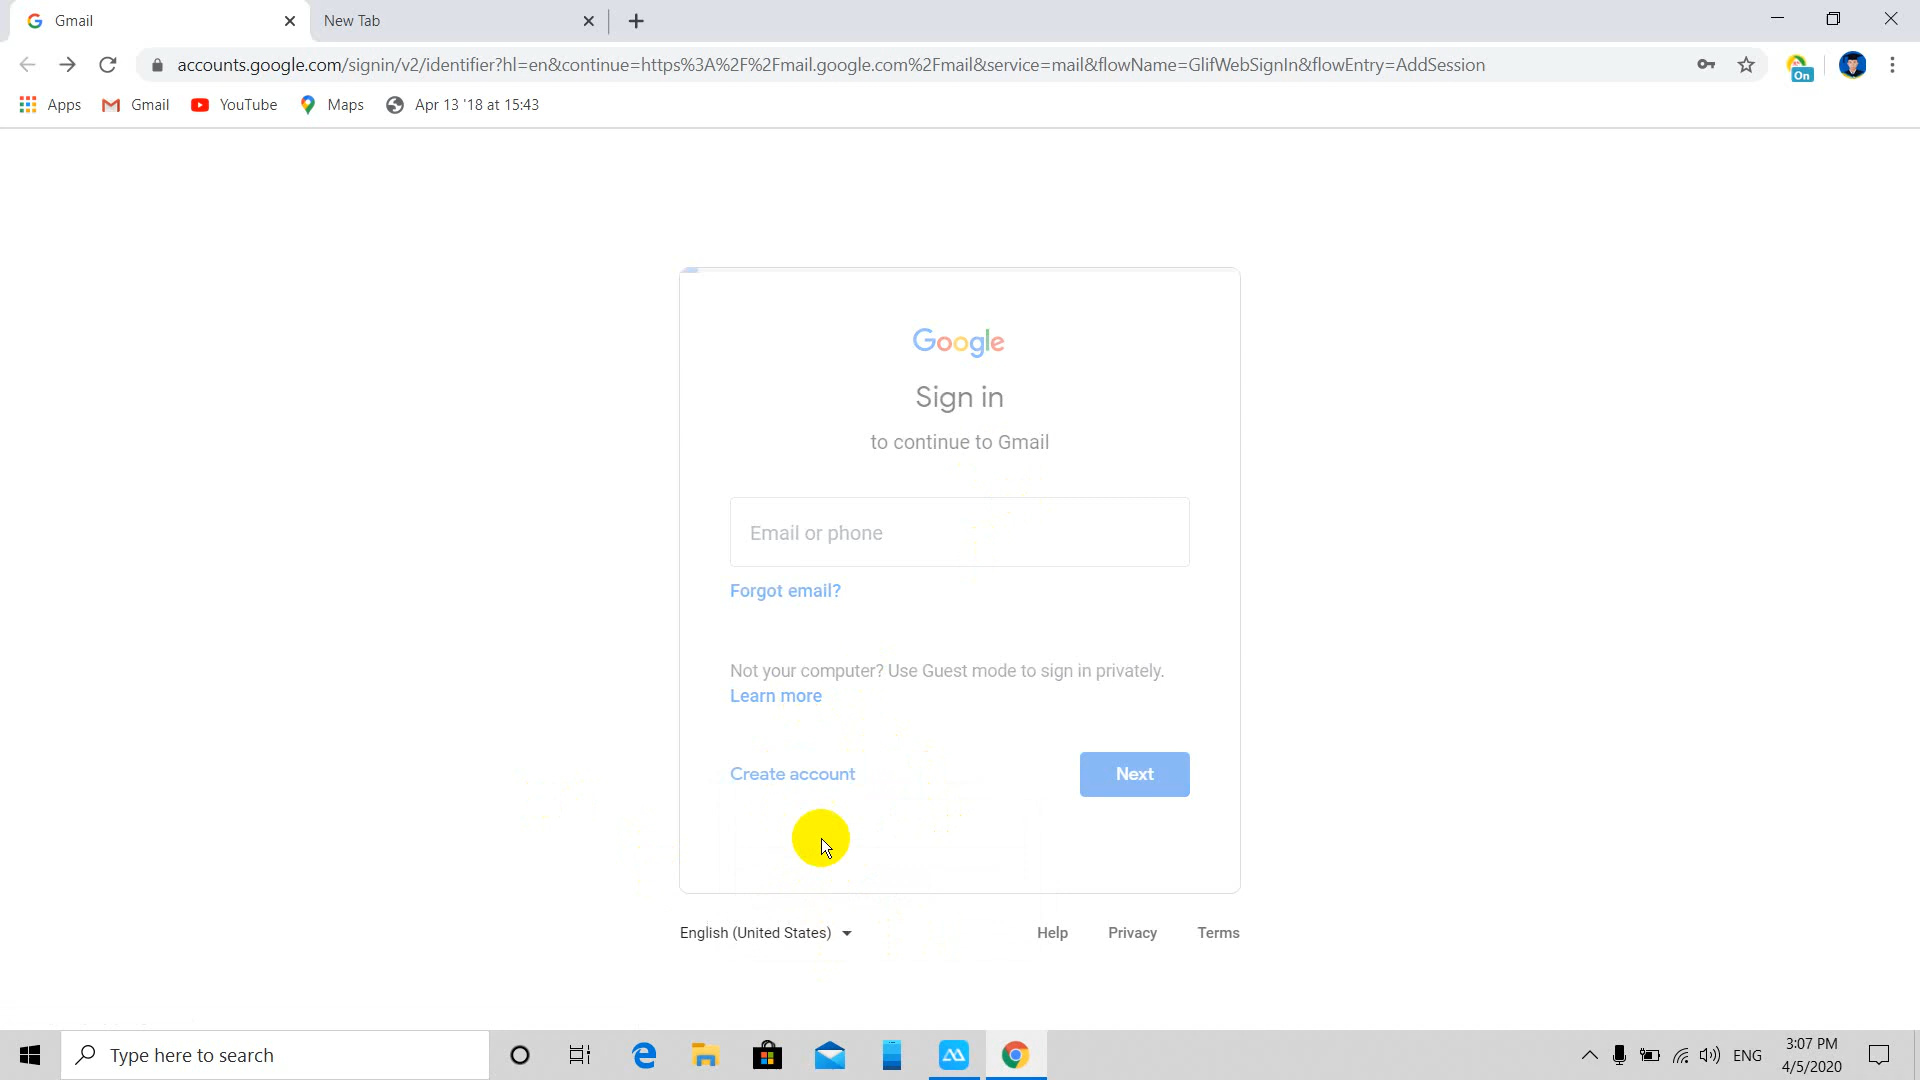 Gmail
New Tab
accounts.google.com/signin/v2/identifier?hl=en&continue=https%3A%2F%2Fmail.google.com%2Fmail&service=mail&flowName=GlifWebSignIn&flowEntry=AddSession
On
Apps
Gmail
YouTube
Maps
Apr 13 '18 at 15:43
Google
Sign in
to continue to Gmail
Email or phone
Forgot email?
Not your computer? Use Guest mode to sign in privately.
Learn more
Create account
Next
English (United States)
Help
Privacy
Terms
Type here to search
ENG
3:07 PM
4/5/2020